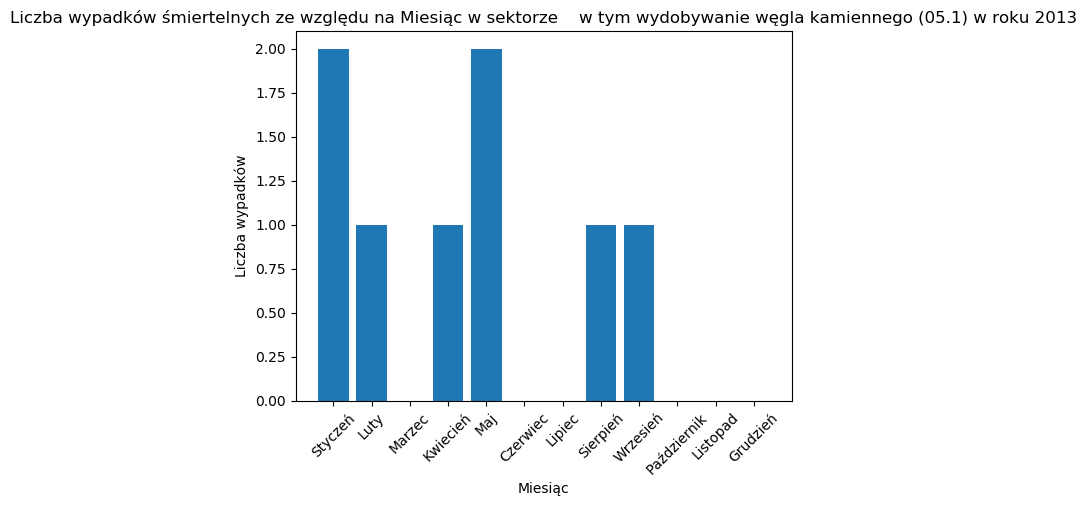 Liczba wypadków śmiertelnych ze względu na Miesiąc w sektorze    w tym wydobywanie węgla kamiennego (05.1) w roku 2013
2.00
1.75
1.50
1.25
1.00
0.75
0.50
0.25
0.00
Liczba wypadków
Styczeń
Luty
Marzec
Kwiecień
Maj
Czerwiec
Lipiec
Sierpień
Wrzesień
Październik
Listopad
Grudzień
Miesiąc